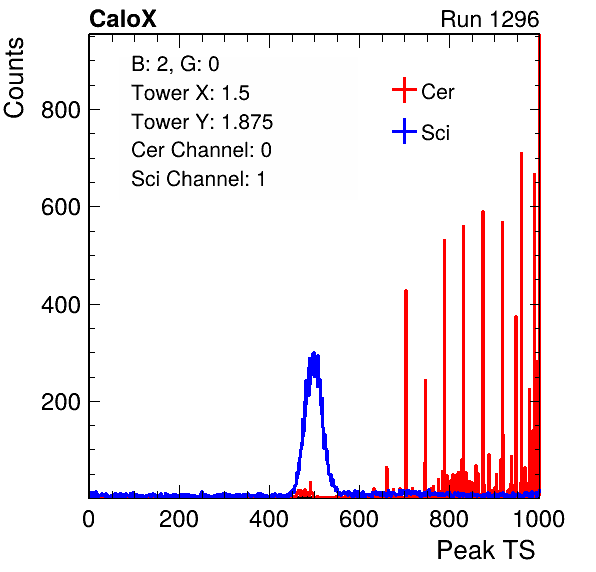 CaloX Run 1296
Counts
B: 2, G: 0
Tower X: 1.5
Tower Y: 1.875
Cer Channel: 0
Sci Channel: 1
Cer
Sci
800
600
400
200
0 200 400 600 800 1000
Peak TS